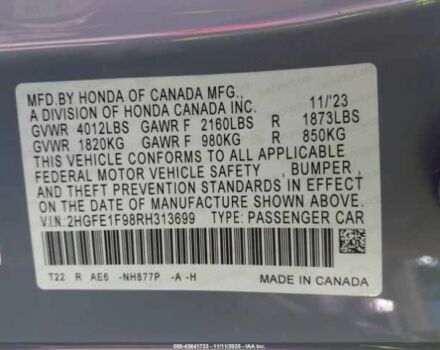 MFD.BY HONDA OF CANADA MFG.,
A DIVISION OF HONDA CANADA INC. 11/'23
GVWR 4012LBS GAWR F 2160LBS R 1873LBS
GVWR 1820KG GAWR F 980KG R 850KG
THIS VEHICLE CONFORMS TO ALL APPLICABLE
FEDERAL MOTOR VEHICLE SAFETY , BUMPER ,
AND THEFT PREVENTION STANDARDS IN EFFECT
ON THE DATE OF MANUFACTURE SHOWN ABOVE.
V.I.N:2HGFE1F98RH313699 TYPE: PASSENGER CAR
T22 R AE6 -NH877P -A -H
MADE IN CANADA
000-43841733 - 11/11/2025 - IAA Inc.